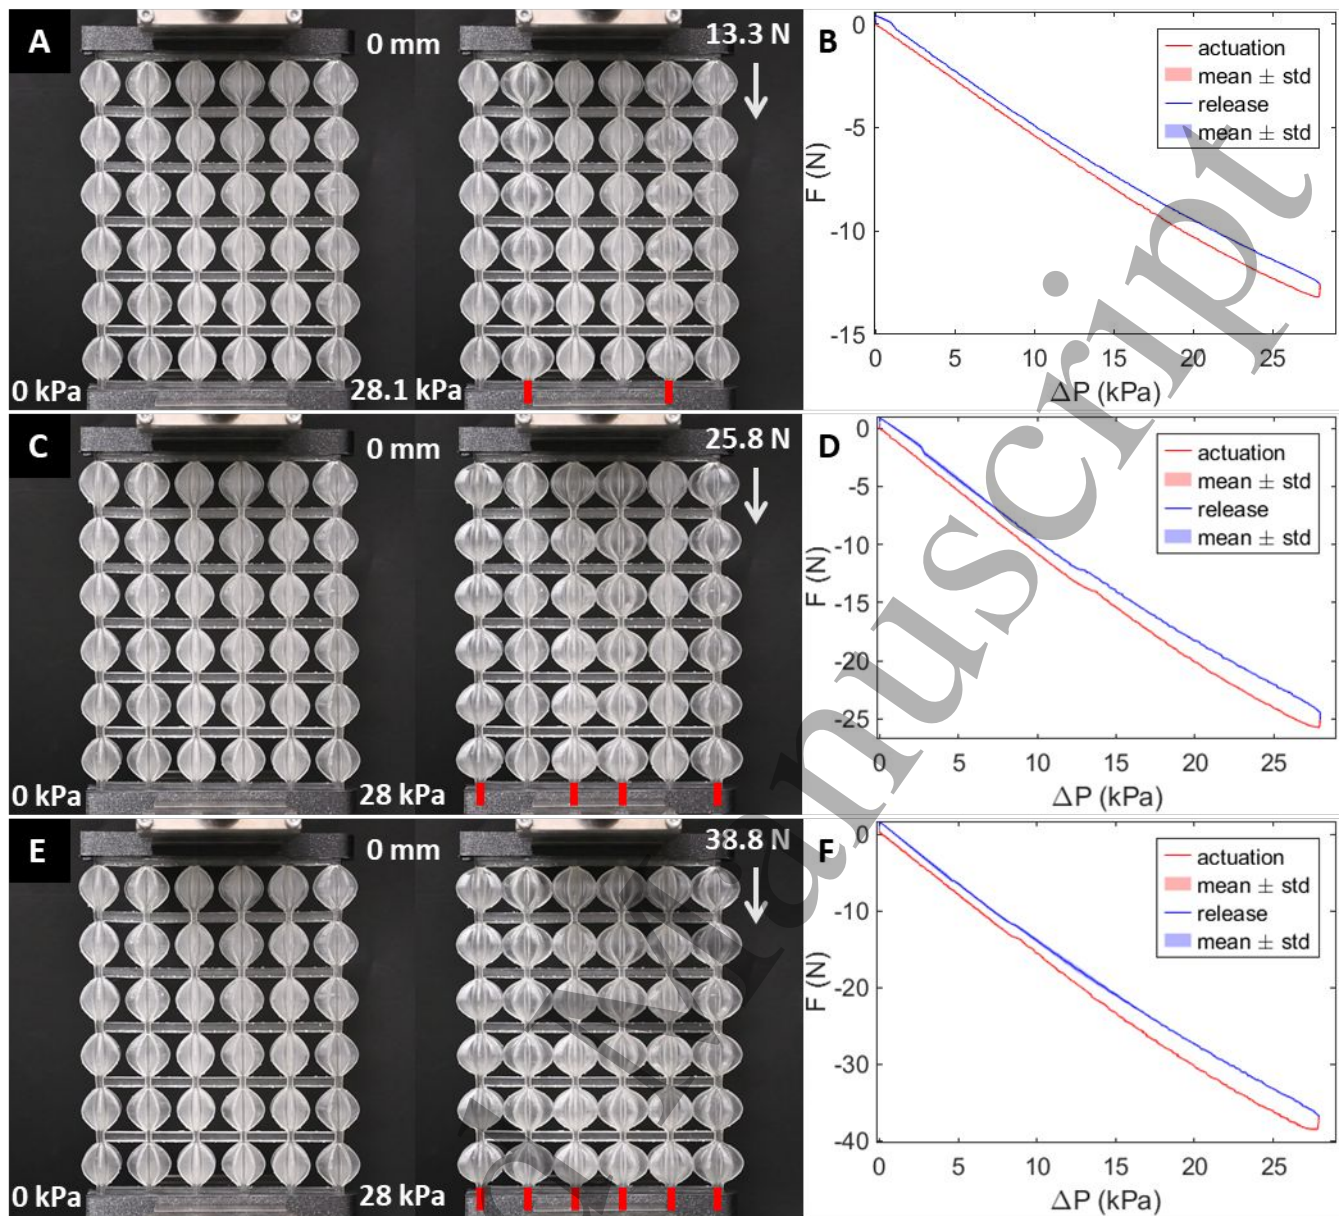 A
0 mm
13.3 N
0 kPa
28.1 kPa
B
actuation
mean ± std
release
mean ± std
0
-5
-10
-15
F (N)
0
5
10
15
20
25
ΔP (kPa)
C
0 mm
25.8 N
0 kPa
28 kPa
D
actuation
mean ± std
release
mean ± std
0
-5
-10
-15
-20
-25
F (N)
0
5
10
15
20
25
ΔP (kPa)
E
0 mm
38.8 N
0 kPa
28 kPa
F
actuation
mean ± std
release
mean ± std
0
-10
-20
-30
-40
F (N)
0
5
10
15
20
25
ΔP (kPa)
Manuscript